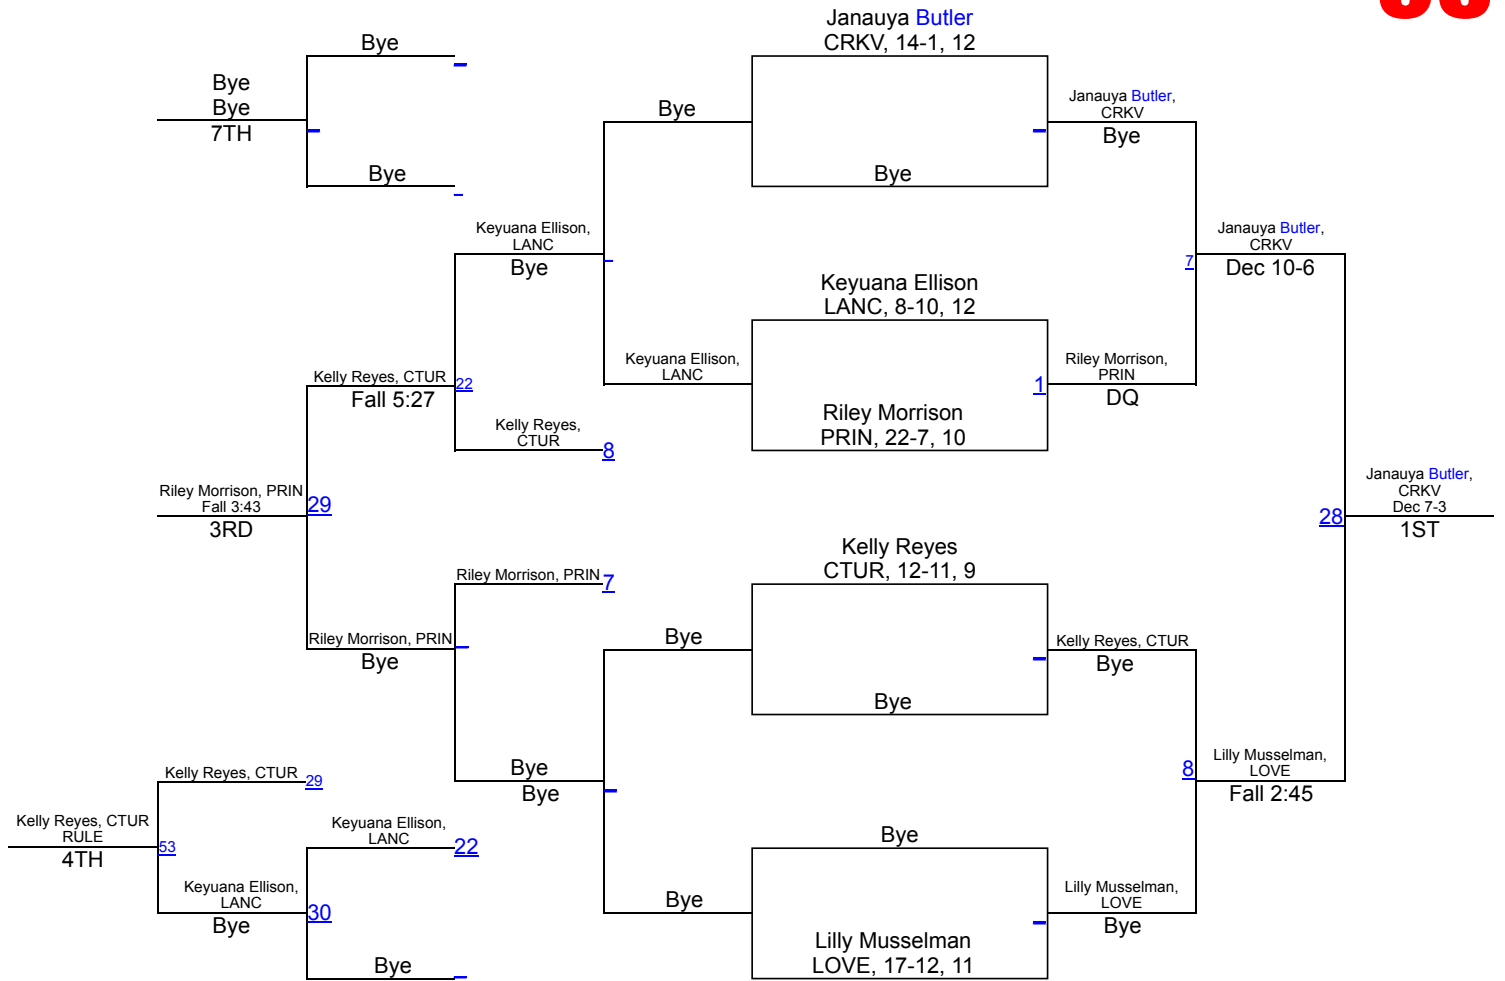 Janauya Butler
CRKV, 14-1, 12
Bye
Bye
Bye
7TH
Bye
Bye
Janauya Butler,
CRKV
Bye
Bye
Keyuana Ellison,
LANC
Bye
Janauya Butler,
CRKV
7
Dec 10-6
Keyuana Ellison
LANC, 8-10, 12
Keyuana Ellison,
LANC
Riley Morrison,
PRIN
1
DQ
Riley Morrison
PRIN, 22-7, 10
Kelly Reyes, CTUR
22
Fall 5:27
Kelly Reyes,
CTUR
8
Riley Morrison, PRIN
Fall 3:43
29
3RD
Janauya Butler,
CRKV
Dec 7-3
28
1ST
Kelly Reyes
CTUR, 12-11, 9
Riley Morrison, PRIN
7
Riley Morrison, PRIN
Bye
Bye
Kelly Reyes, CTUR
Bye
Bye
Bye
Bye
8
Lilly Musselman,
LOVE
Fall 2:45
Kelly Reyes, CTUR
29
Kelly Reyes, CTUR
RULE
53
4TH
Keyuana Ellison,
LANC
22
Keyuana Ellison,
LANC
30
Bye
Bye
Bye
Bye
Lilly Musselman,
LOVE
Bye
Lilly Musselman
LOVE, 17-12, 11